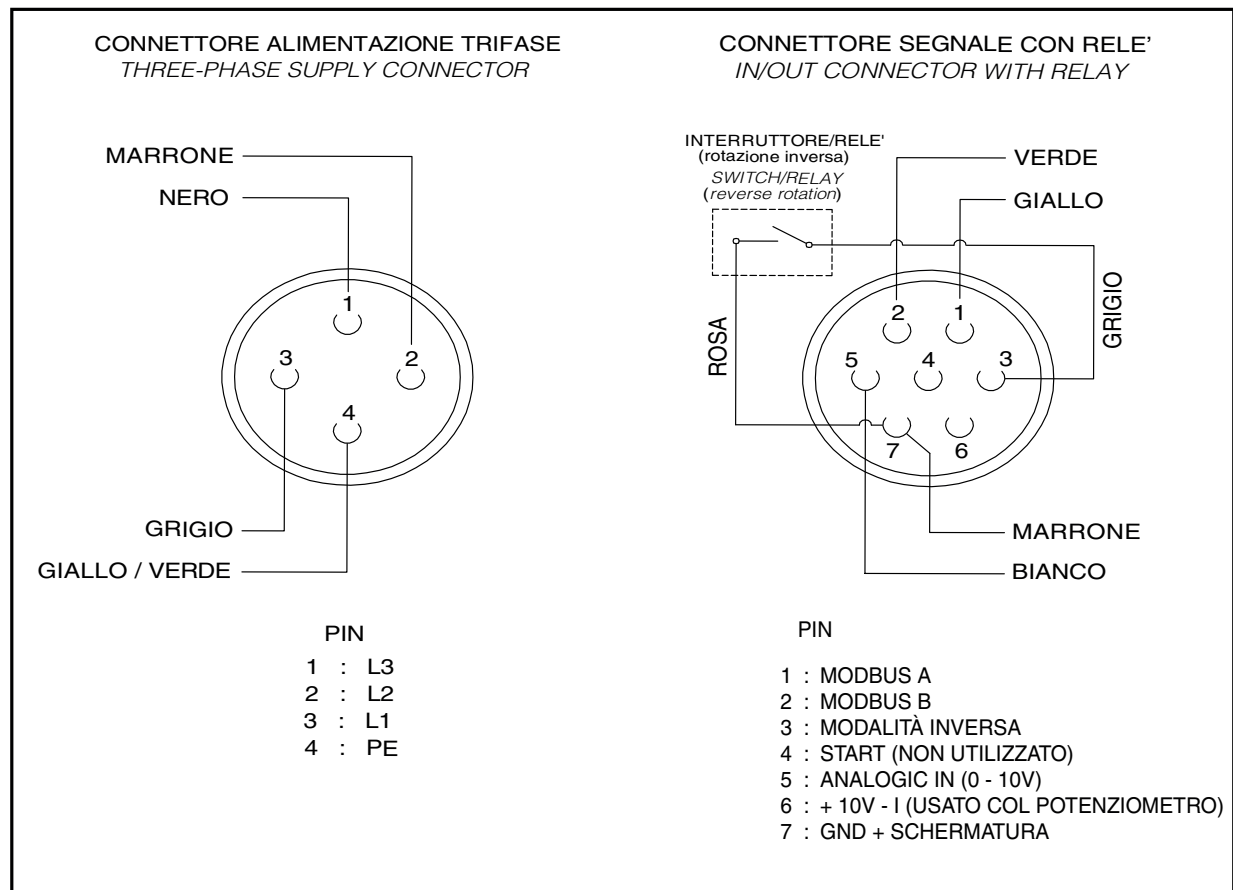 CONNETTORE ALIMENTAZIONE TRIFASE
THREE-PHASE SUPPLY CONNECTOR
MARRONE
NERO
1
3
2
4
GRIGIO
GIALLO / VERDE
PIN
1 : L3
2 : L2
3 : L1
4 : PE
CONNETTORE SEGNALE CON RELE'
IN/OUT CONNECTOR WITH RELAY
INTERRUTTORE/RELE'
(rotazione inversa)
SWITCH/RELAY
(reverse rotation)
VERDE
GIALLO
ROSA
GRIGIO
2
1
5
4
3
7
6
MARRONE
BIANCO
PIN
1 : MODBUS A
2 : MODBUS B
3 : MODALITÀ INVERSA
4 : START (NON UTILIZZATO)
5 : ANALOGIC IN (0 - 10V)
6 : + 10V - I (USATO COL POTENZIOMETRO)
7 : GND + SCHERMATURA